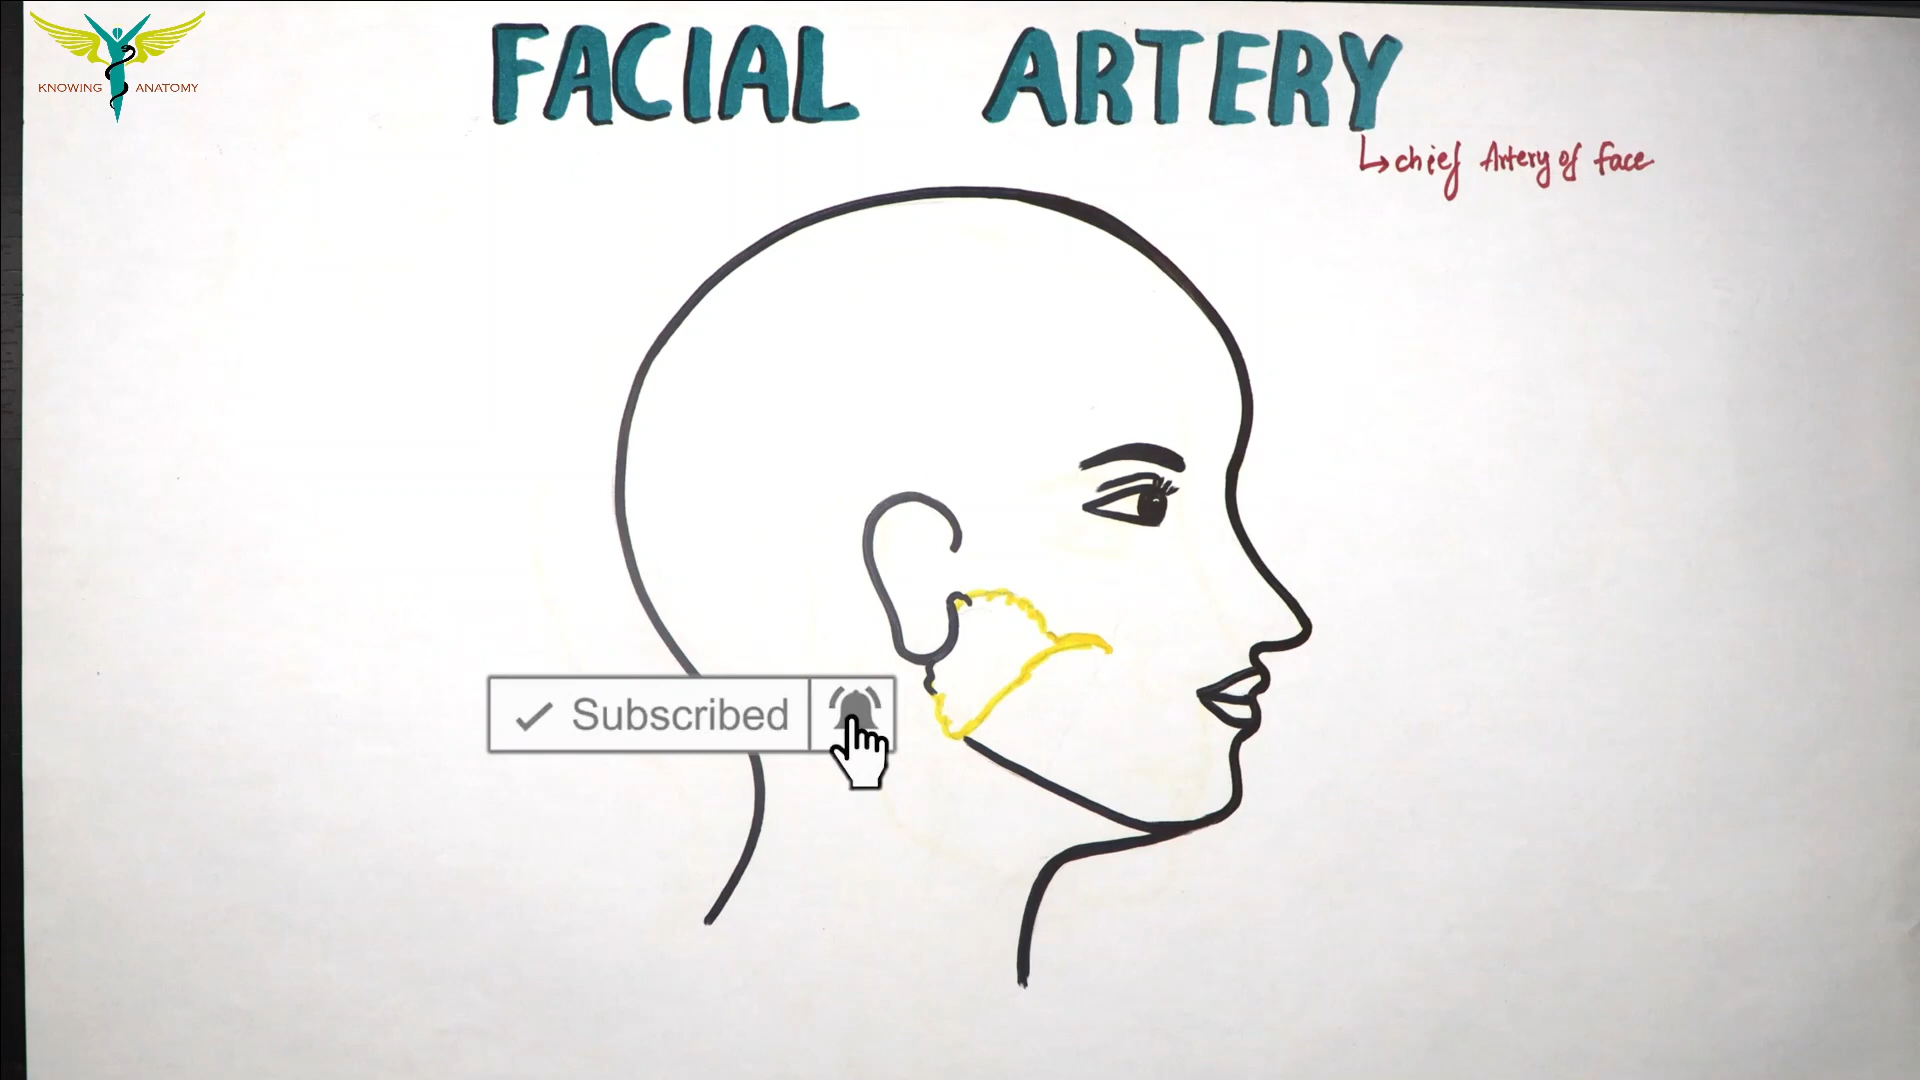 FACIAL ARTERY
KNOWING ANATOMY
↳ chief Artery of face
Subscribed